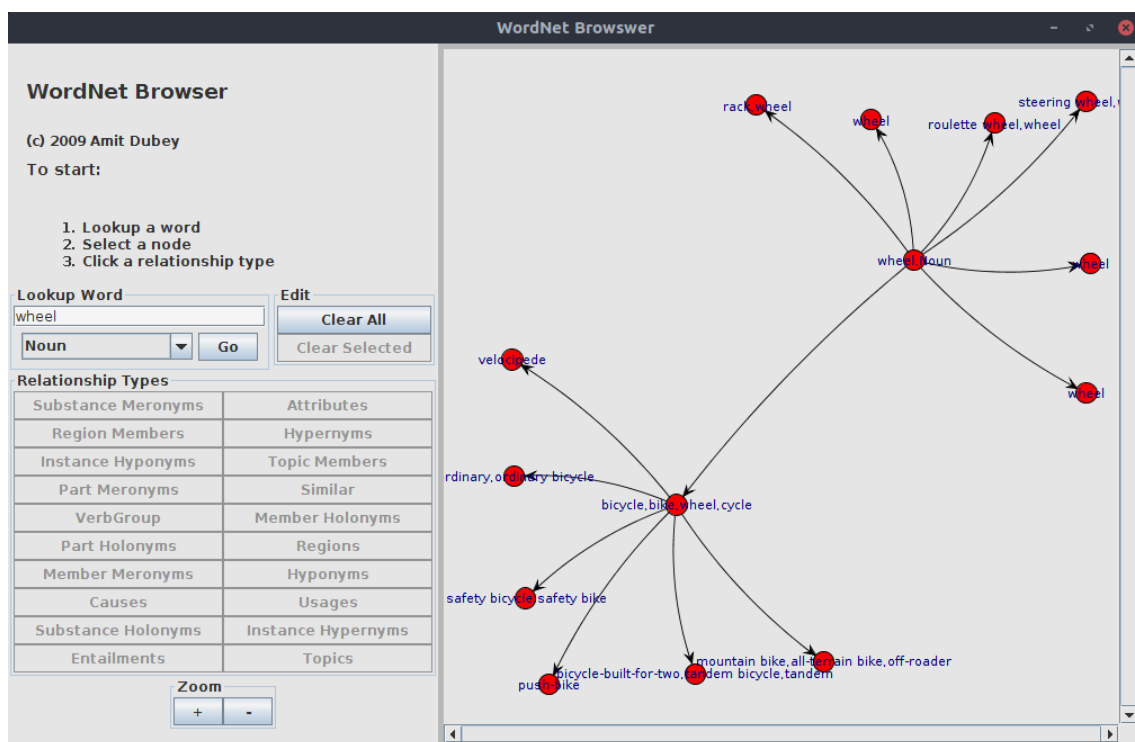 WordNet Browswer
WordNet Browser
(c) 2009 Amit Dubey
To start:
1. Lookup a word
2. Select a node
3. Click a relationship type
Lookup Word
wheel
Noun
Go
Edit
Clear All
Clear Selected
Relationship Types
Substance Meronyms
Attributes
Region Members
Hypernyms
Instance Hyponyms
Topic Members
Part Meronyms
Similar
VerbGroup
Member Holonyms
Part Holonyms
Regions
Member Meronyms
Hyponyms
Causes
Usages
Substance Holonyms
Instance Hypernyms
Entailments
Topics
Zoom
+
-
rack,wheel
wheel
roulette wheel,wheel
steering wheel,
wheel,Noun
wheel
wheel
velocipede
rdinary,ordinary bicycle
bicycle,bike,wheel,cycle
safety bicycle,safety bike
push-bike
bicycle-built-for-two,tandem bicycle,tandem
mountain bike,all-terrain bike,off-roader